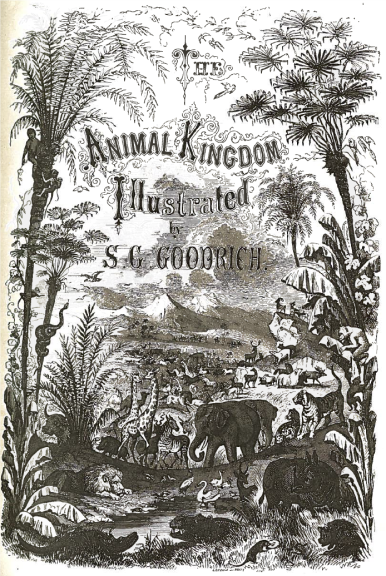 THE
ANIMAL KINGDOM
Illustrated
by
S. G. GOODRICH.